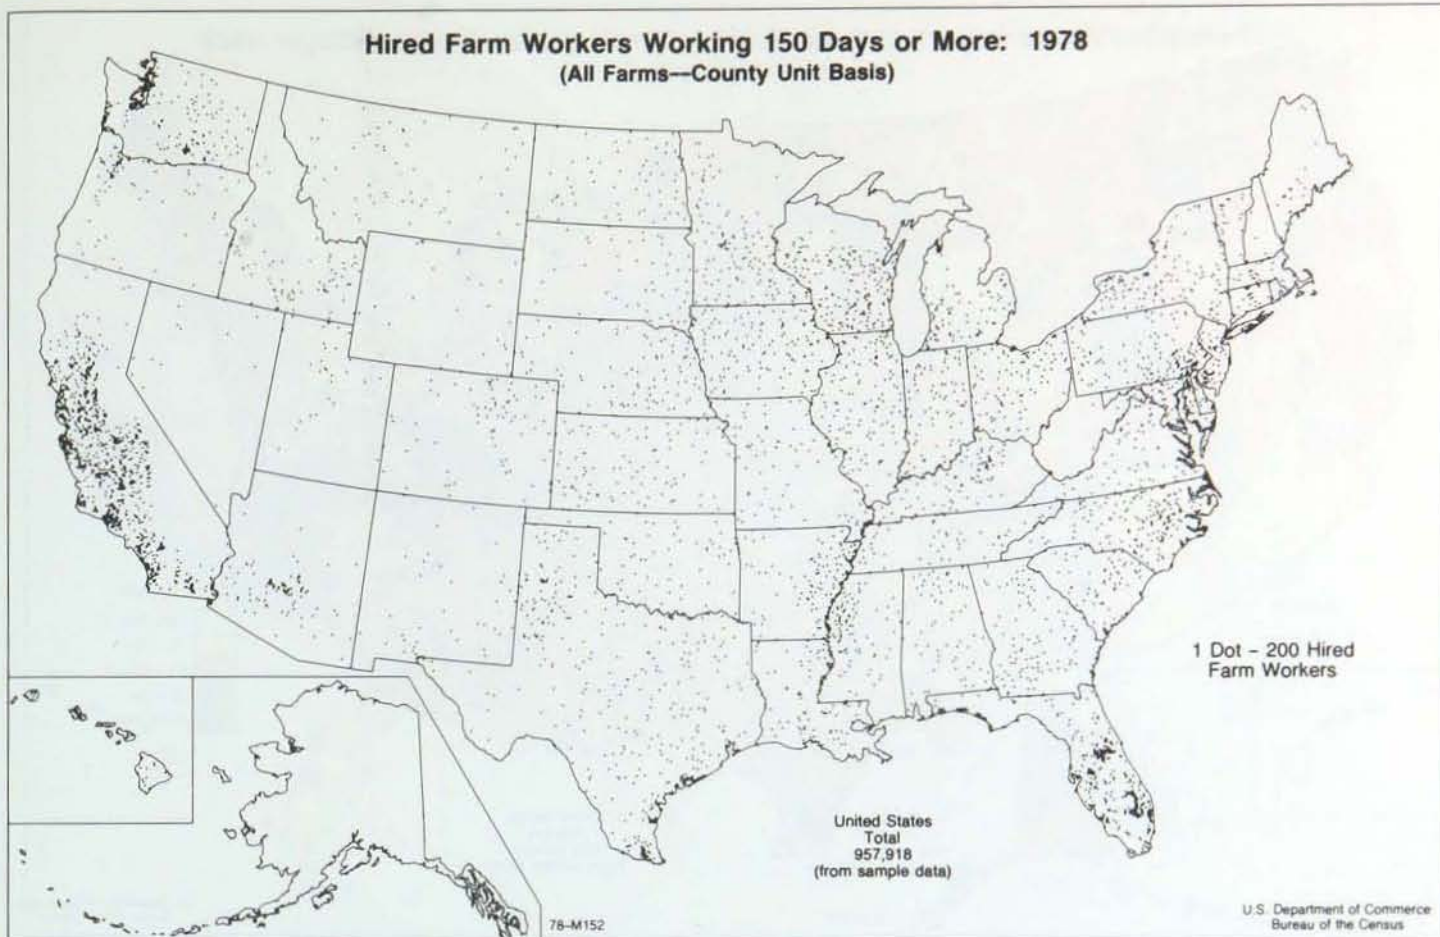 Hired Farm Workers Working 150 Days or More: 1978
(All Farms--County Unit Basis)
1 Dot - 200 Hired
Farm Workers
United States
Total
957,918
(from sample data)
78-M152
U.S. Department of Commerce
Bureau of the Census